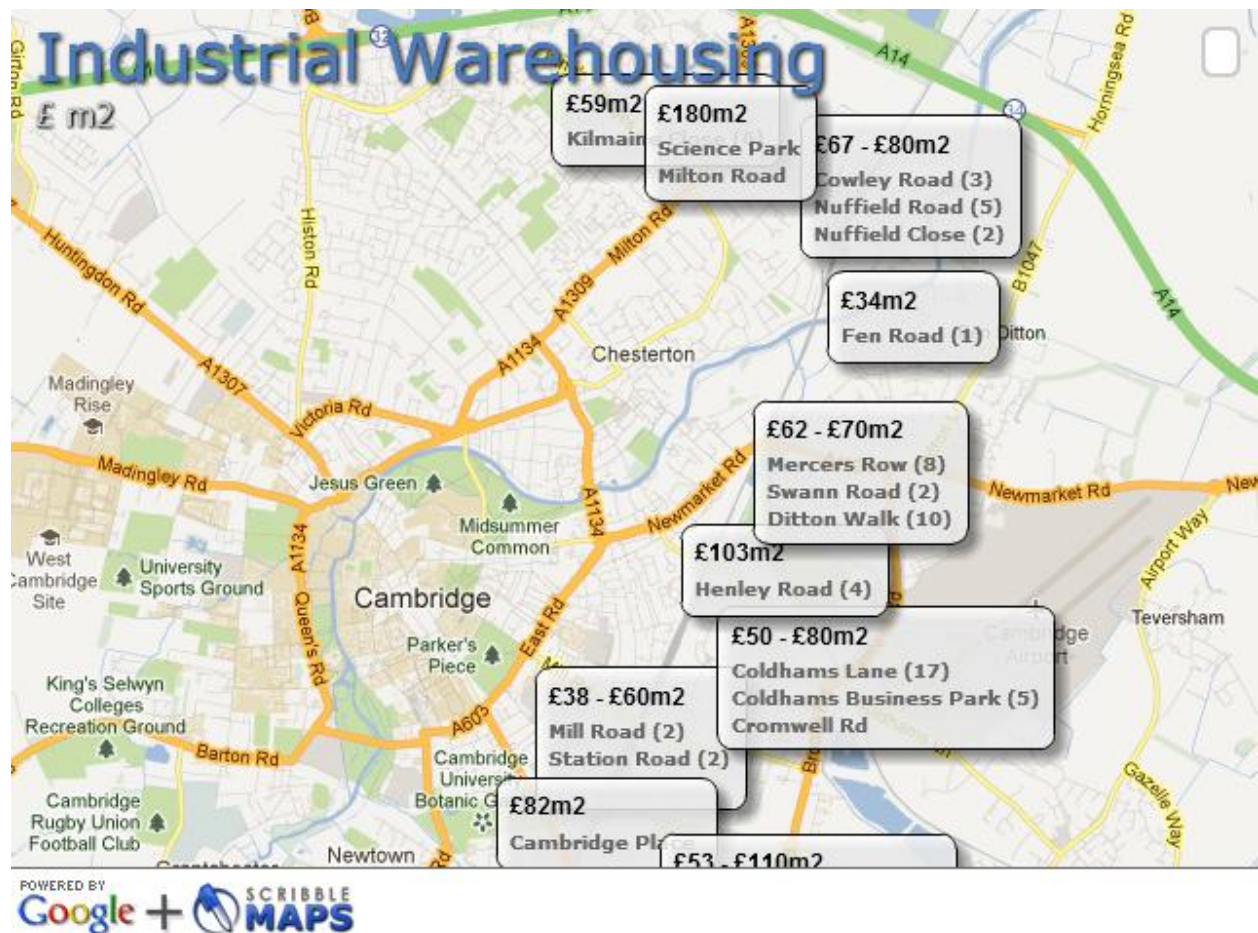 Industrial Warehousing
£ m2
£59m2
£180m2
Science Park
Milton Road
£67 - £80m2
Cowley Road (3)
Nuffield Road (5)
Nuffield Close (2)
£34m2
Fen Road (1)
Ditton
£62 - £70m2
Mercers Row (8)
Swann Road (2)
Ditton Walk (10)
£103m2
Henley Road (4)
£50 - £80m2
Coldhams Lane (17)
Coldhams Business Park (5)
Cromwell Rd
£38 - £60m2
Mill Road (2)
Station Road (2)
£82m2
Cambridge Place
£53 - £110m2
A14
A14
Horningsea Rd
B1047
Girton Rd
Huntingdon Rd
Histon Rd
Milton Rd
A1309
A1134
A1307
Victoria Rd
Chesterton
Madingley
Rise
Madingley Rd
Jesus Green
Midsummer
Common
A1134
Newmarket Rd
Newmarket Rd
Airport Way
West
Cambridge
Site
University
Sports Ground
A1134
Queen's Rd
Cambridge
East Rd
Parker's
Piece
Cambridge
Airport
Teversham
King's Selwyn
Colleges
Recreation Ground
Barton Rd
A603
Cambridge
University
Botanic
Gazelle Way
Cambridge
Rugby Union
Football Club
Grantchester
Newtown
POWERED BY
Google + SCRIBBLE
MAPS